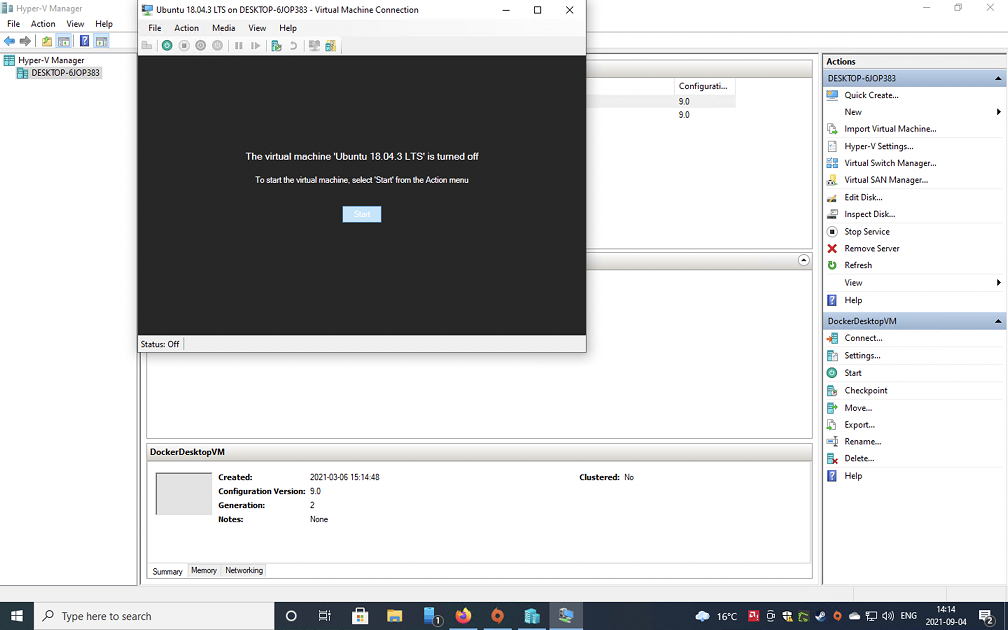 Hyper-V Manager
File Action View Help
Hyper-V Manager
DESKTOP-6JOP383
Ubuntu 18.04.3 LTS on DESKTOP-6JOP383 - Virtual Machine Connection
File Action Media View Help
The virtual machine 'Ubuntu 18.04.3 LTS' is turned off
To start the virtual machine, select 'Start' from the Action menu
Start
Status: Off
Configurati...
9.0
9.0
DockerDesktopVM
Created: 2021-03-06 15:14:48
Clustered: No
Configuration Version: 9.0
Generation: 2
Notes: None
Summary Memory Networking
Actions
DESKTOP-6JOP383
Quick Create...
New
Import Virtual Machine...
Hyper-V Settings...
Virtual Switch Manager...
Virtual SAN Manager...
Edit Disk...
Inspect Disk...
Stop Service
Remove Server
Refresh
View
Help
DockerDesktopVM
Connect...
Settings...
Start
Checkpoint
Move...
Export...
Rename...
Delete...
Help
Type here to search
1
16°C
ENG
14:14
2021-09-04
2